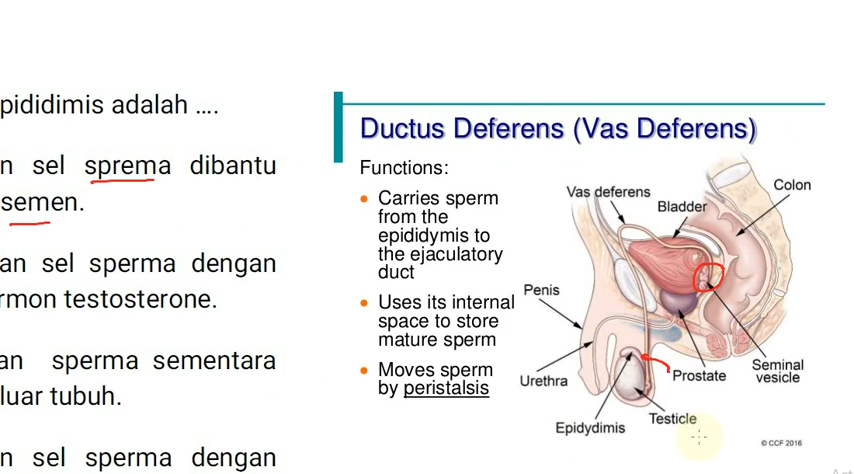 pididimis adalah ....
n sel sprema dibantu
semen.
an sel sperma dengan
rmon testosterone.
an sperma sementara
luar tubuh.
n sel sperma dengan
Ductus Deferens (Vas Deferens)
Functions:
Carries sperm
from the
epididymis to
the ejaculatory
duct
Uses its internal
space to store
mature sperm
Moves sperm
by peristalsis
Vas deferens
Bladder
Colon
Penis
Urethra
Epidydimis
Testicle
Prostate
Seminal
vesicle
© CCF 2016